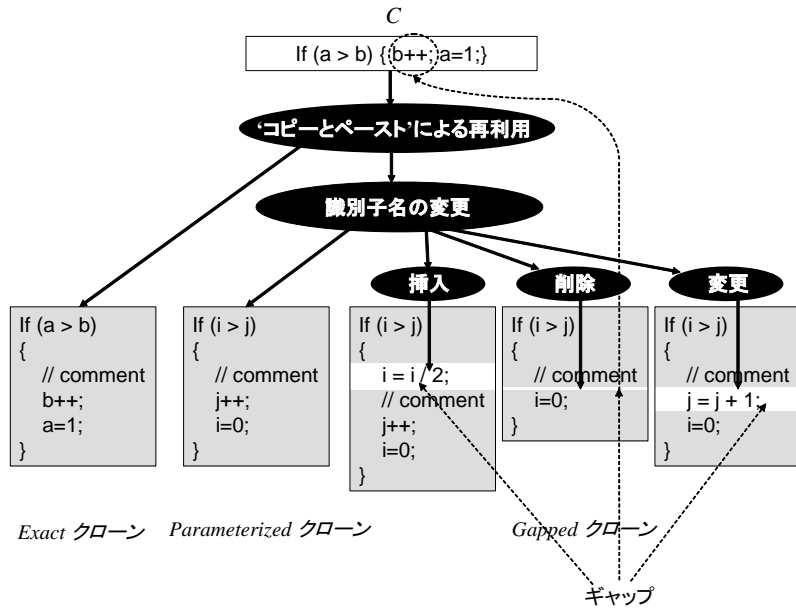 C
If (a > b) { b++; a=1;}
‘コピーとペースト’による再利用
識別子名の変更
挿入
削除
変更
If (a > b)
{
// comment
b++;
a=1;
}
If (i > j)
{
// comment
j++;
i=0;
}
If (i > j)
{
i = i / 2;
// comment
j++;
i=0;
}
If (i > j)
{
// comment
i=0;
}
If (i > j)
{
// comment
j = j + 1;
i=0;
}
Exact クローン
Parameterized クローン
Gapped クローン
ギャップ